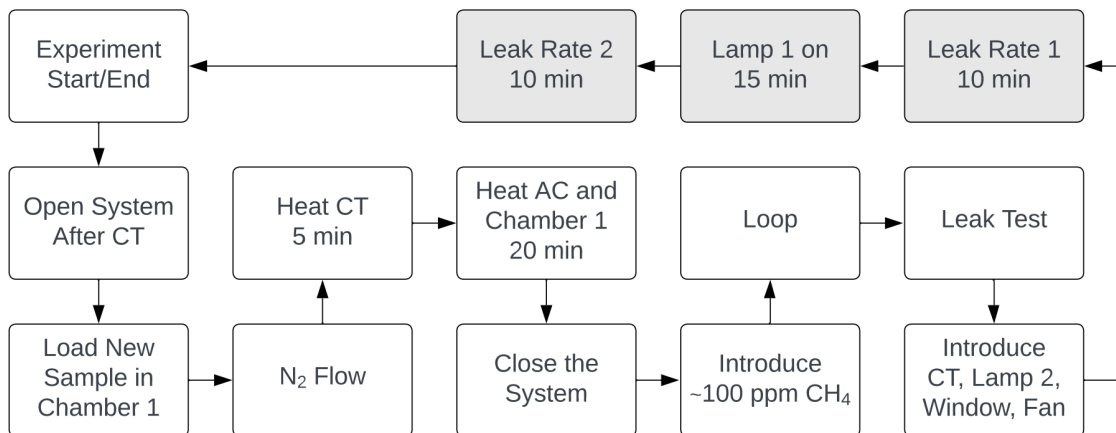 Experiment
Start/End
Leak Rate 2
10 min
Lamp 1 on
15 min
Leak Rate 1
10 min
Open System
After CT
Heat CT
5 min
Heat AC and
Chamber 1
20 min
Loop
Leak Test
Load New
Sample in
Chamber 1
N₂ Flow
Close the
System
Introduce
~100 ppm CH₄
Introduce
CT, Lamp 2,
Window, Fan